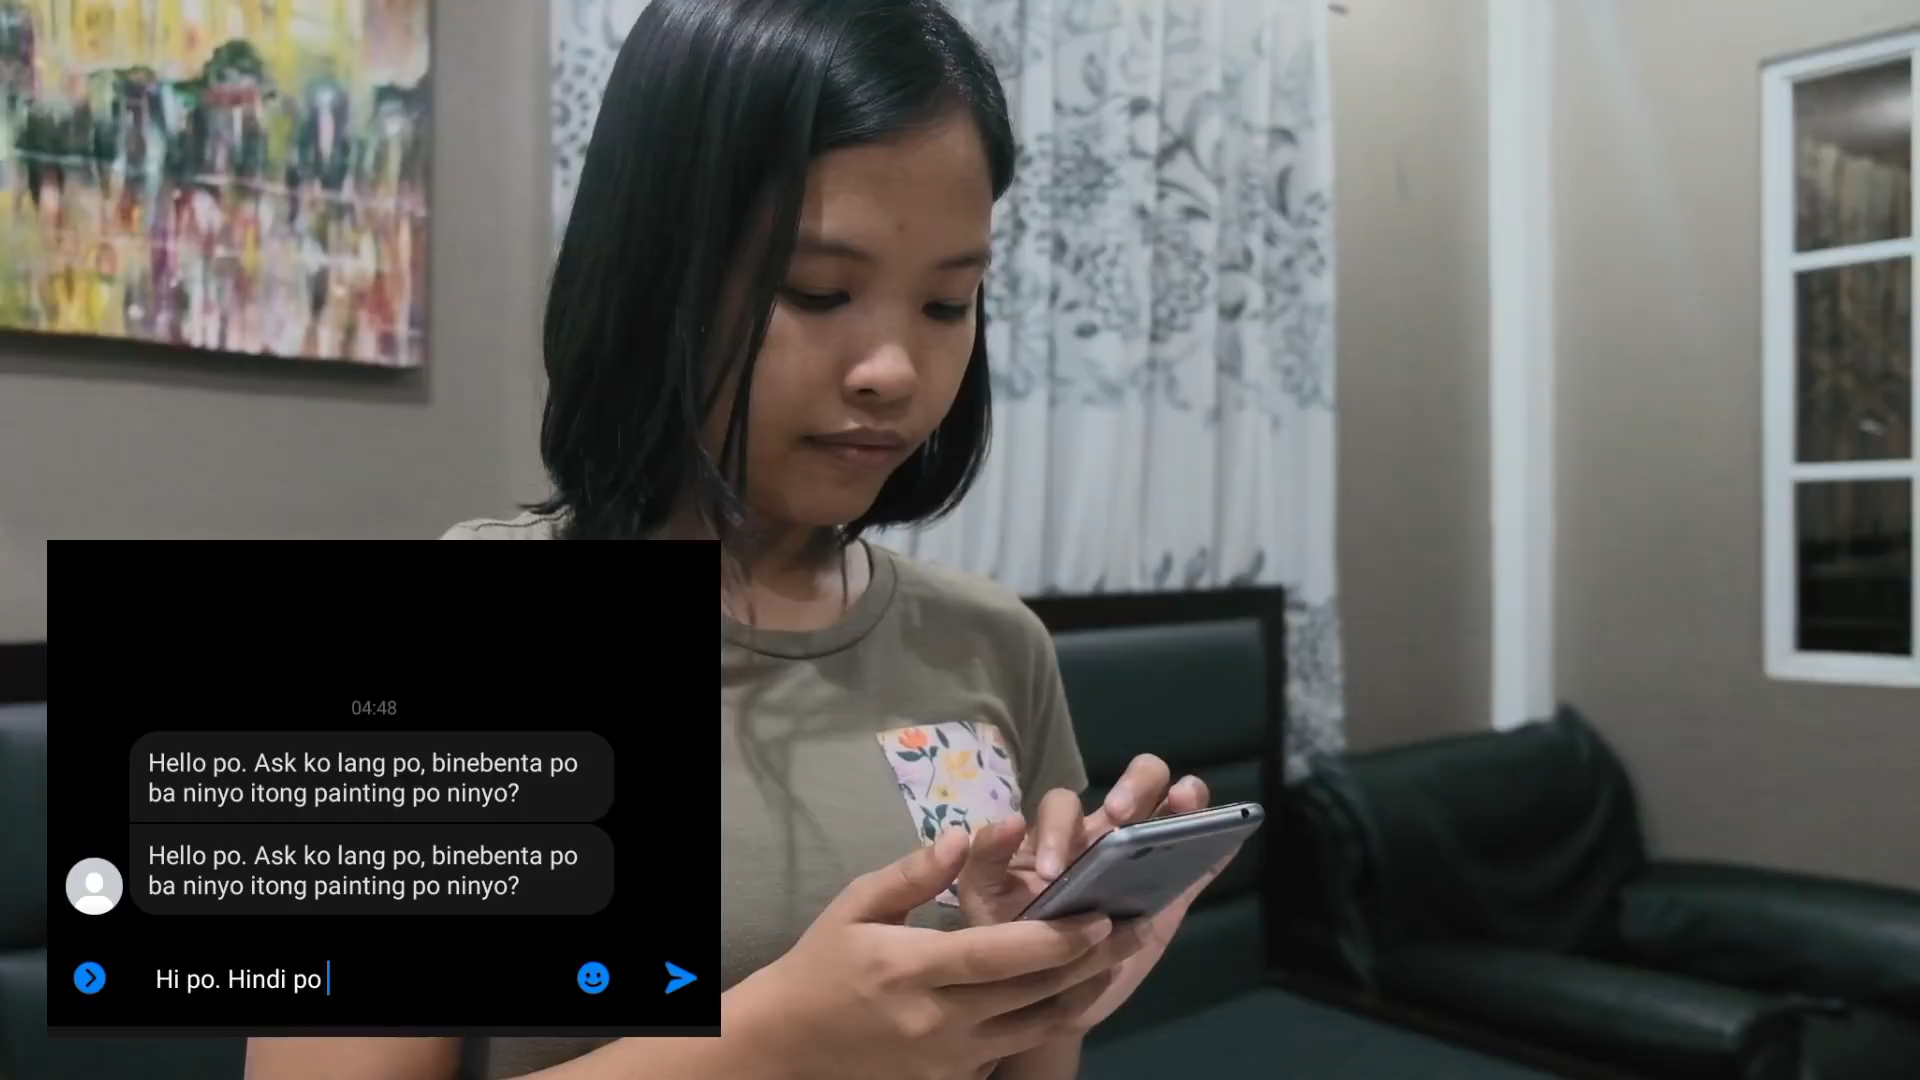 04:48
Hello po. Ask ko lang po, binebenta po
ba ninyo itong painting po ninyo?
Hello po. Ask ko lang po, binebenta po
ba ninyo itong painting po ninyo?
Hi po. Hindi po